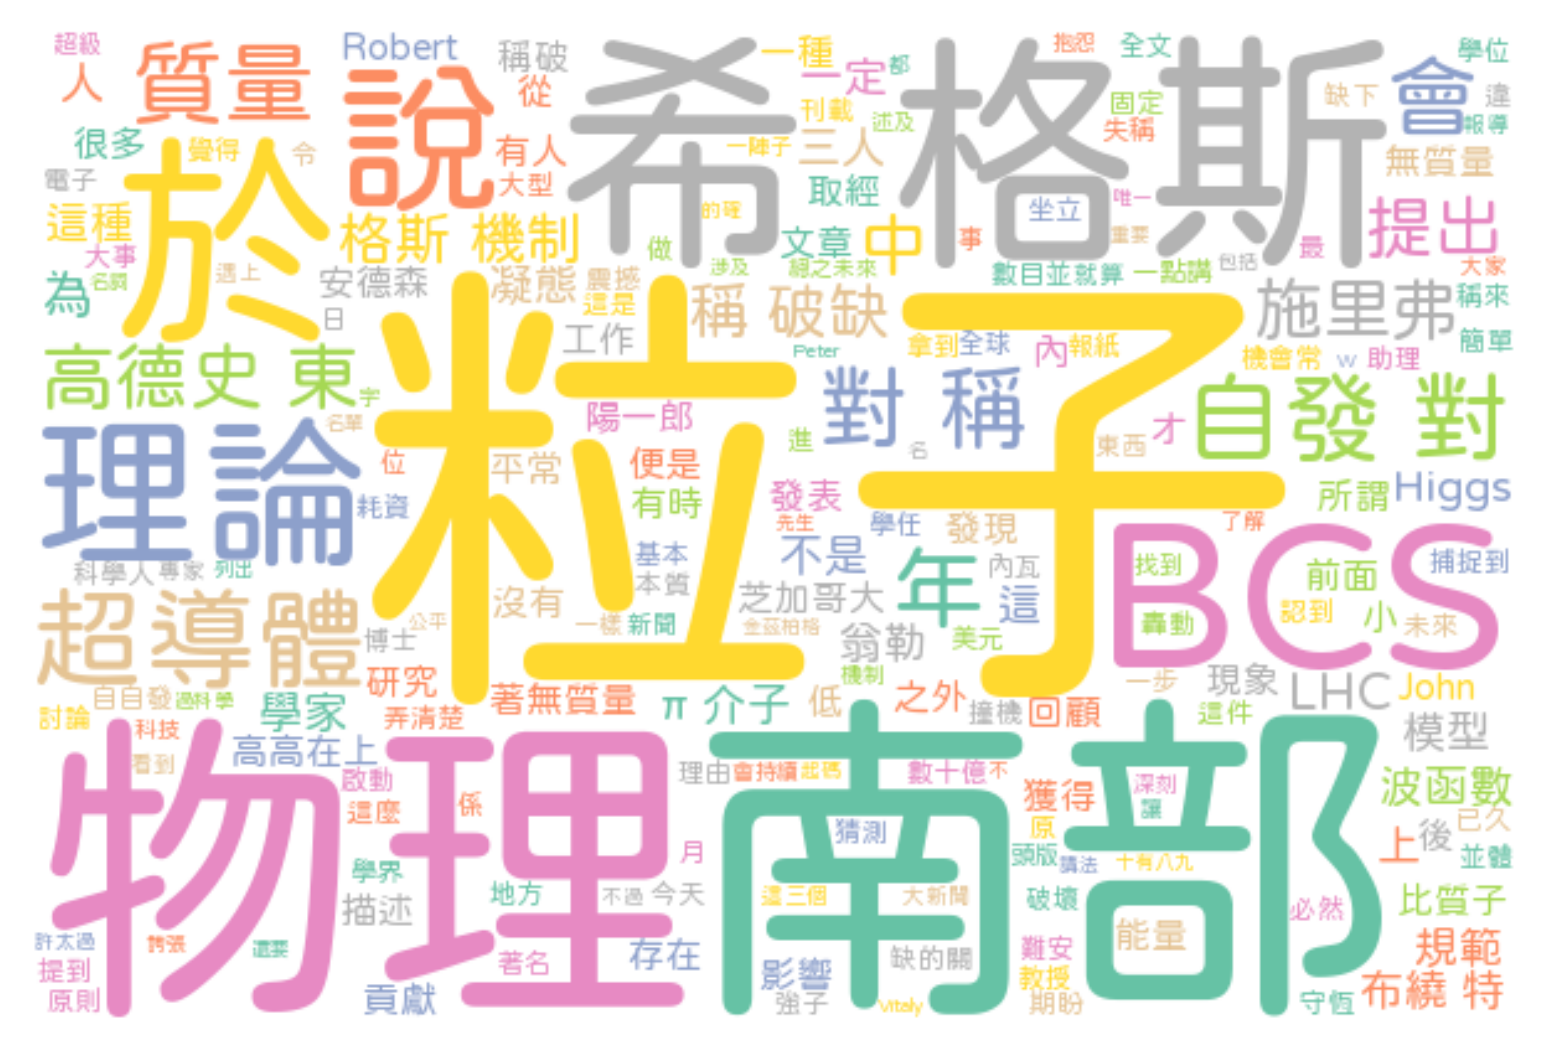 超級
人
質量
Robert
說
稱破
從
有人
大型
希格斯
一種
一定
都
刊載
述及
一陣子
三人
取經
抱怨
全文
固定
失稱
會
學位
違
報導
缺下
無質量
很多
覺得
令
電子
這種
大事
名詞
為
於
遇上
格斯 機制
安德森
日
凝態
震撼
這是
工作
做
的確
涉及
文章
中
總之未來
事
坐立
唯一
重要
最
提出
大家
數目並就算
一點講
包括
稱 破缺
施里弗
稱來
簡單
高德史 東
宇
名單
粒子
Peter
拿到
全球
內
報紙
機會常
w
助理
陽一郎
對 稱
進
名
東西
才
自發 對
理論
位
平常
便是
有時
發表
先生
學任
發現
了解
所謂
Higgs
耗資
科學人
專家
列出
基本
本質
不是
年
內瓦
這
BCS
找到
前面
捕捉到
轟動
認到
小
未來
超導體
沒有
博士
公平
一樣
新聞
芝加哥大
金茲柏格
翁勒
美元
機制
研究
著無質量
弄清楚
π 介子
低
之外
撞機
回顧
一步
現象
這件
LHC
John
模型
自自發
過科學
討論
科技
學家
高高在上
看到
啟動
這麼
係
物理
南部
理由
會持續
起碼
數十億
不
獲得
原
頭版
講法
深刻
讓
十有八九
波函數
已久
上
後
並體
猜測
月
學界
描述
地方
不過
今天
這三個
大新聞
破壞
必然
比質子
能量
許太過
誇張
還要
提到
原則
貢獻
著名
存在
影響
強子
缺的關
Vitaly
難安
教授
期盼
規範
守恆
布繞 特